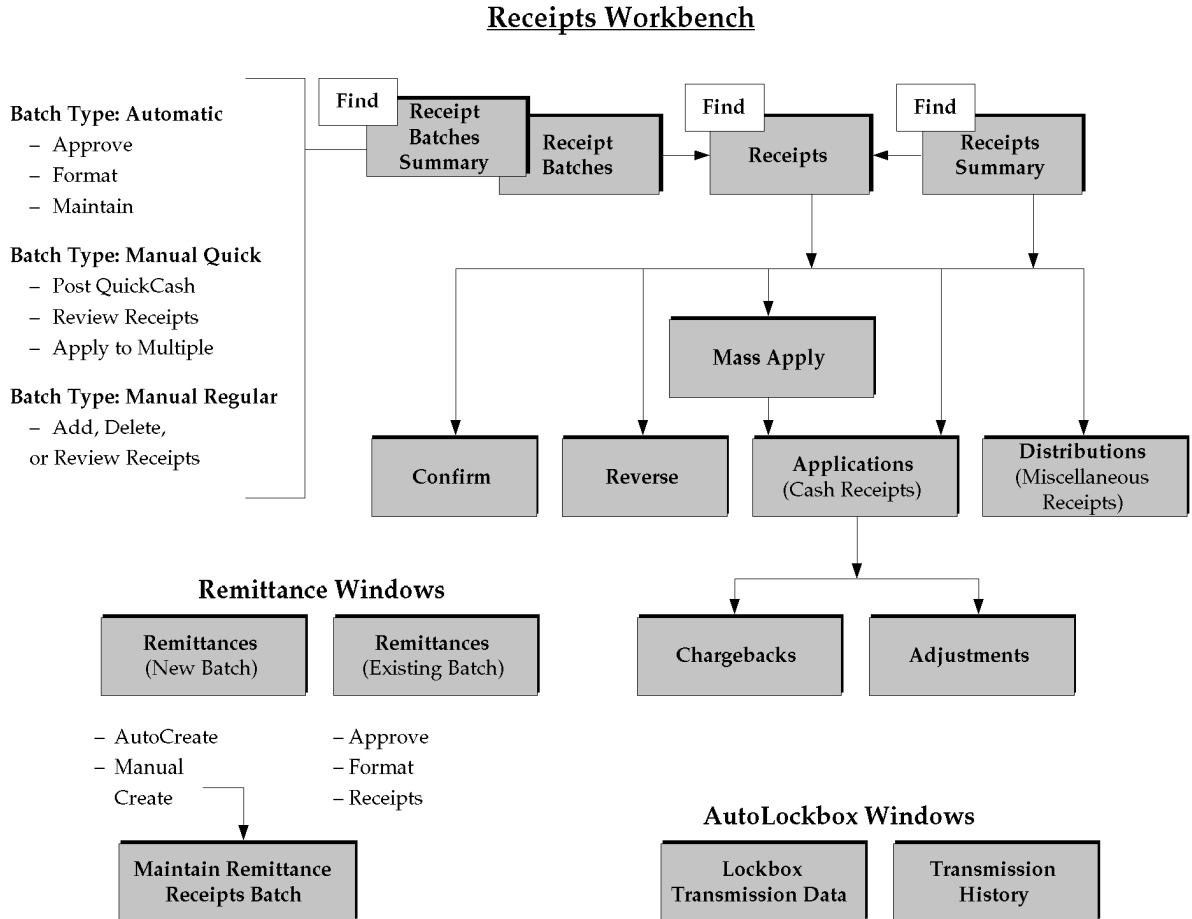 Receipts Workbench
Batch Type: Automatic
– Approve
– Format
– Maintain
Batch Type: Manual Quick
– Post QuickCash
– Review Receipts
– Apply to Multiple
Batch Type: Manual Regular
– Add, Delete,
or Review Receipts
Find
Receipt
Batches
Summary
Receipt
Batches
Find
Receipts
Find
Receipts
Summary
Mass Apply
Confirm
Reverse
Applications
(Cash Receipts)
Distributions
(Miscellaneous
Receipts)
Chargebacks
Adjustments
Remittance Windows
Remittances
(New Batch)
Remittances
(Existing Batch)
– AutoCreate
– Manual
Create
– Approve
– Format
– Receipts
Maintain Remittance
Receipts Batch
AutoLockbox Windows
Lockbox
Transmission Data
Transmission
History